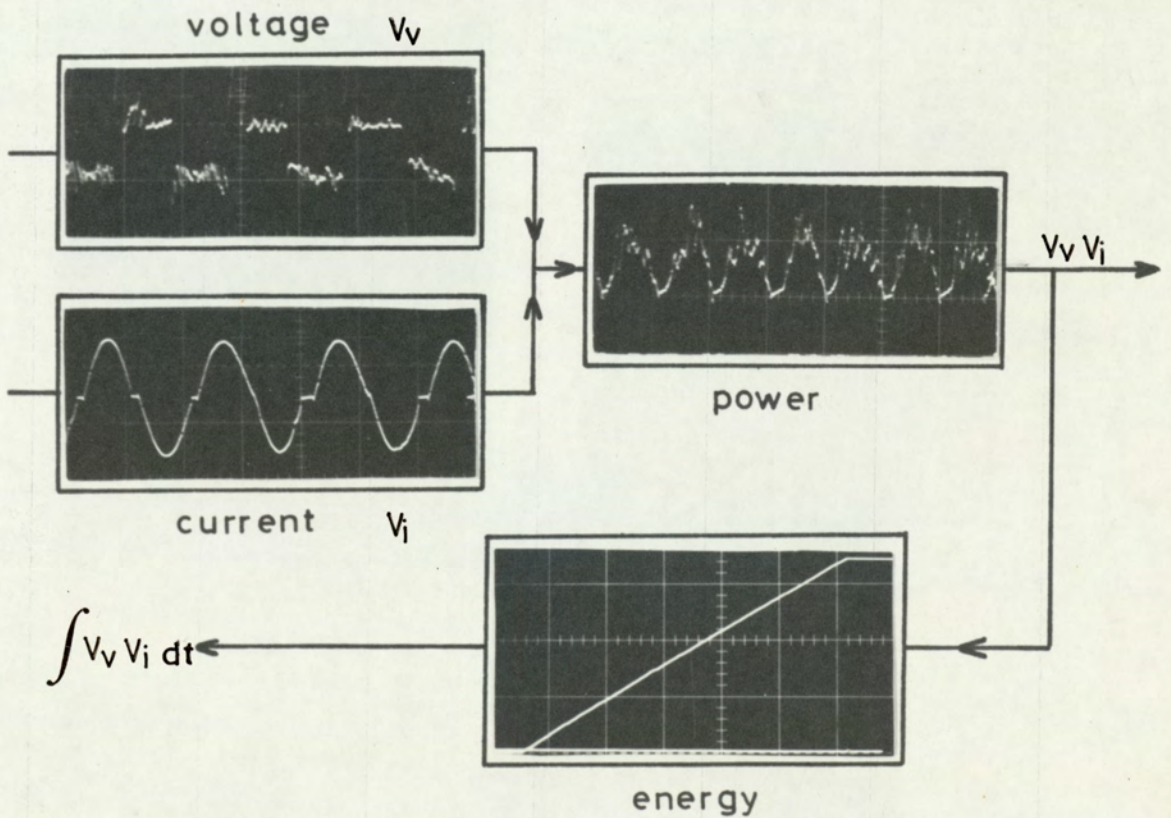 voltage Vv
current Vi
power
Vv Vi
∫ Vv Vi dt
energy